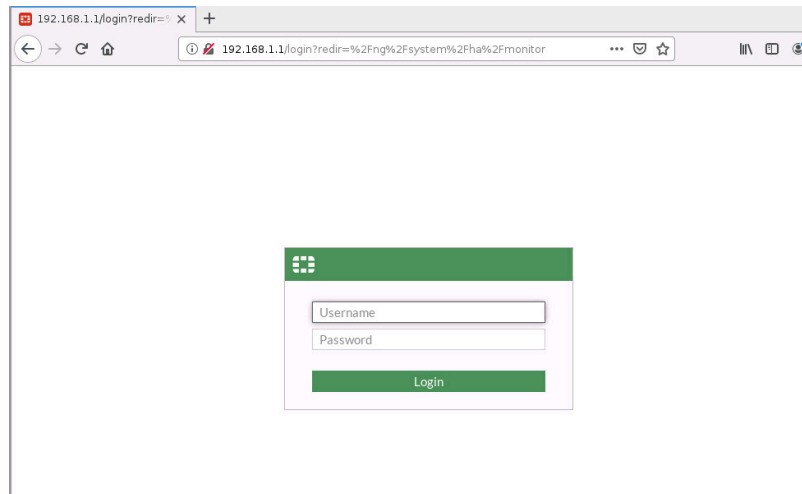 192.168.1.1/login?redir=%
192.168.1.1/login?redir=%2Fng%2Fsystem%2Fha%2Fmonitor
Username
Password
Login